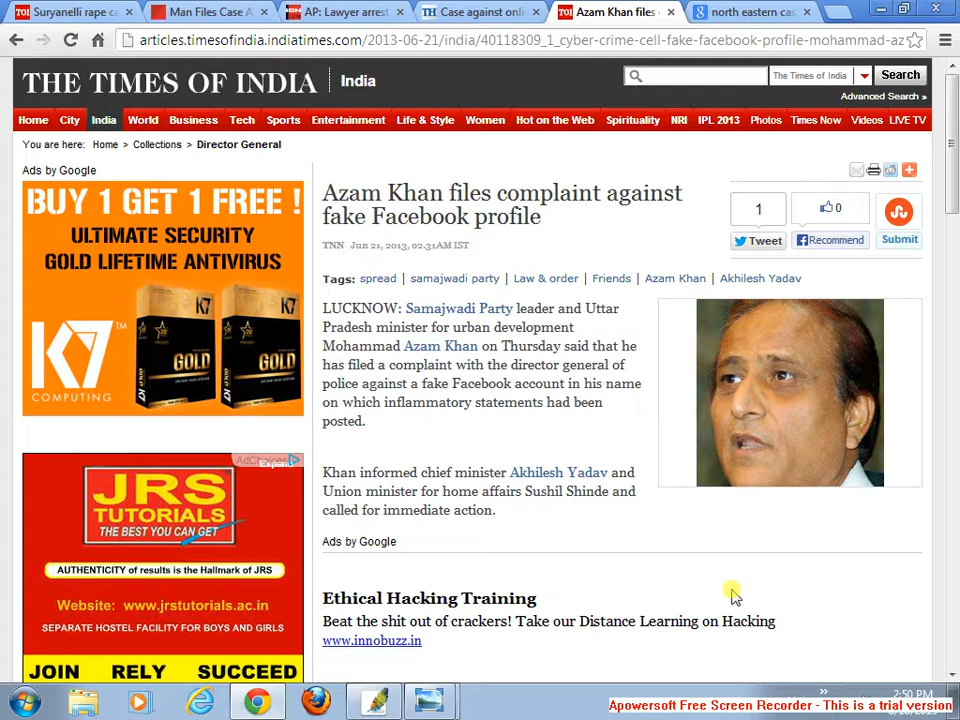 Suryanelli rape ca
Man Files Case A
AP: Lawyer arrest
Case against onli
Azam Khan files
north eastern cas
articles.timesofindia.indiatimes.com/2013-06-21/india/40118309_1_cyber-crime-cell-fake-facebook-profile-mohammad-az
THE TIMES OF INDIA
India
The Times of India
Search
Advanced Search »
Home City India World Business Tech Sports Entertainment Life & Style Women Hot on the Web Spirituality NRI IPL 2013 Photos Times Now Videos LIVE TV
You are here: Home > Collections > Director General
Ads by Google
BUY 1 GET 1 FREE !
ULTIMATE SECURITY
GOLD LIFETIME ANTIVIRUS
K7
TM
COMPUTING
GOLD
GOLD
AdChoices
JRS
TUTORIALS
THE BEST YOU CAN GET
AUTHENTICITY of results is the Hallmark of JRS
Website: www.jrstutorials.ac.in
SEPARATE HOSTEL FACILITY FOR BOYS AND GIRLS
JOIN RELY SUCCEED
Azam Khan files complaint against
fake Facebook profile
TNN Jun 21, 2013, 02.31AM IST
1
0
Tweet
Recommend
Submit
Tags: spread | samajwadi party | Law & order | Friends | Azam Khan | Akhilesh Yadav
LUCKNOW: Samajwadi Party leader and Uttar
Pradesh minister for urban development
Mohammad Azam Khan on Thursday said that he
has filed a complaint with the director general of
police against a fake Facebook account in his name
on which inflammatory statements had been
posted.
Khan informed chief minister Akhilesh Yadav and
Union minister for home affairs Sushil Shinde and
called for immediate action.
Ads by Google
Ethical Hacking Training
Beat the shit out of crackers! Take our Distance Learning on Hacking
www.innobuzz.in
2:50 PM
Apowersoft Free Screen Recorder - This is a trial version